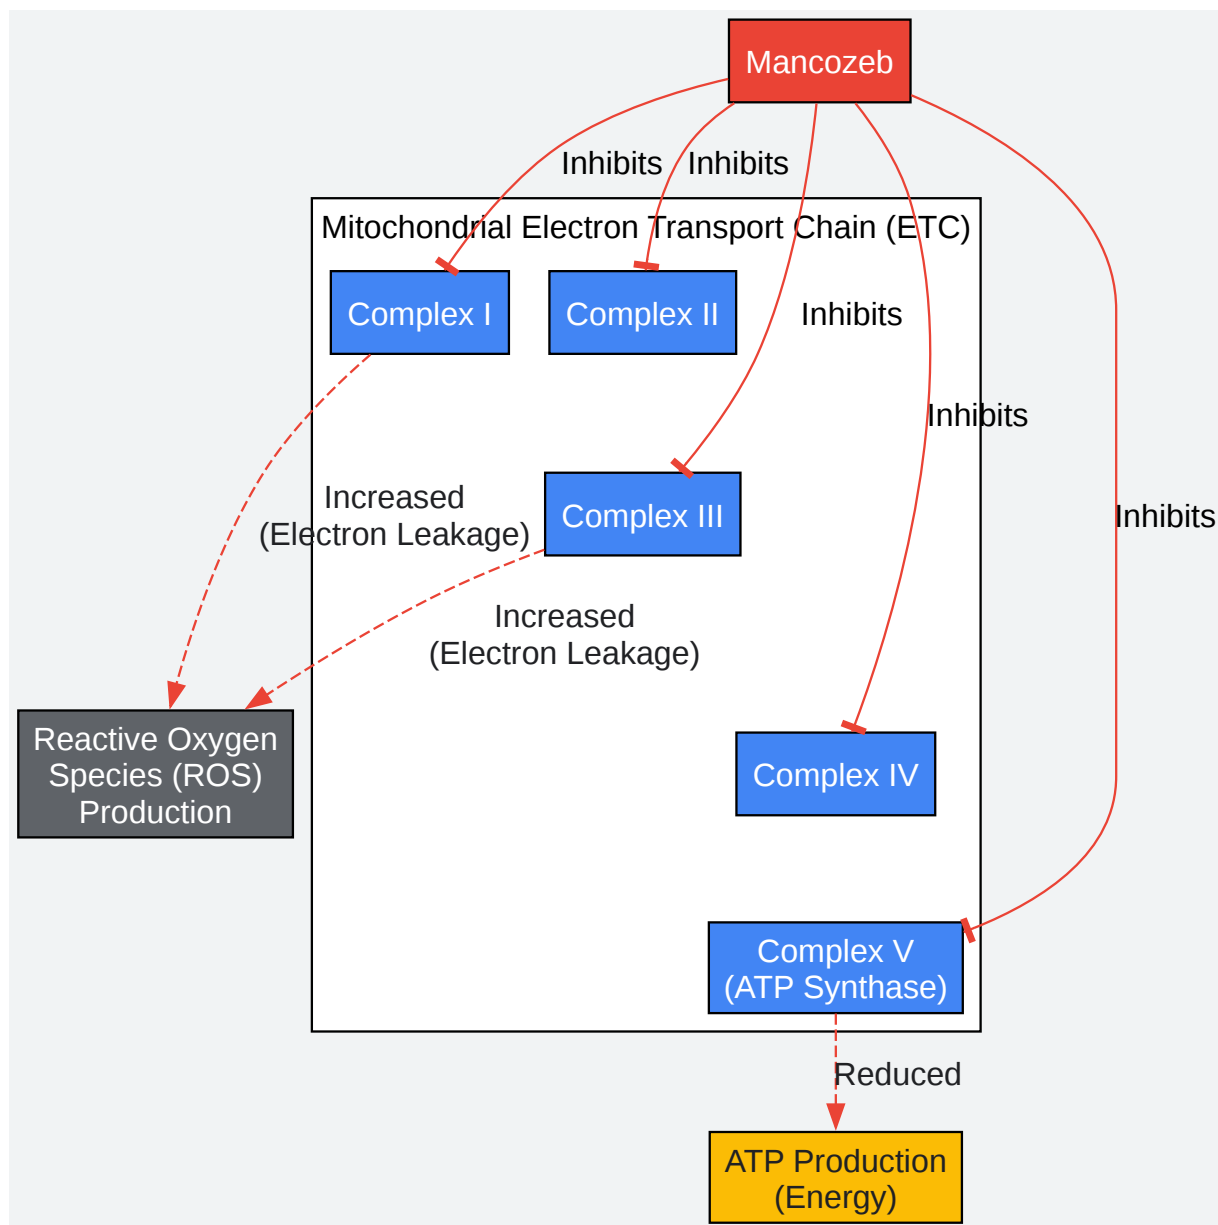 Mancozeb
Inhibits
Inhibits
Mitochondrial Electron Transport Chain (ETC)
Complex I
Complex II
Inhibits
Inhibits
Increased
(Electron Leakage)
Complex III
Inhibits
Increased
(Electron Leakage)
Reactive Oxygen
Species (ROS)
Production
Complex IV
Complex V
(ATP Synthase)
Reduced
ATP Production
(Energy)